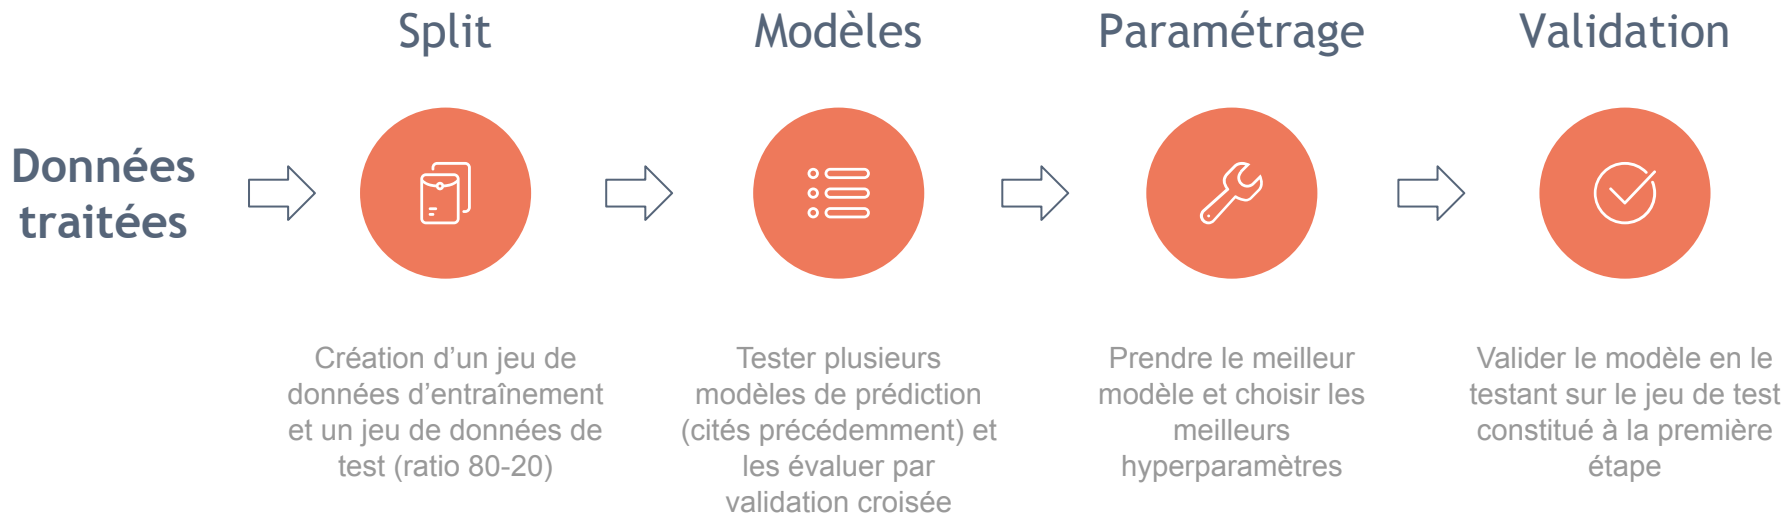 Split
Modèles
Paramétrage
Validation
Données
traitées
Création d’un jeu de
données d’entraînement
et un jeu de données de
test (ratio 80-20)
Tester plusieurs
modèles de prédiction
(cités précédemment) et
les évaluer par
validation croisée
Prendre le meilleur
modèle et choisir les
meilleurs
hyperparamètres
Valider le modèle en le
testant sur le jeu de test
constitué à la première
étape